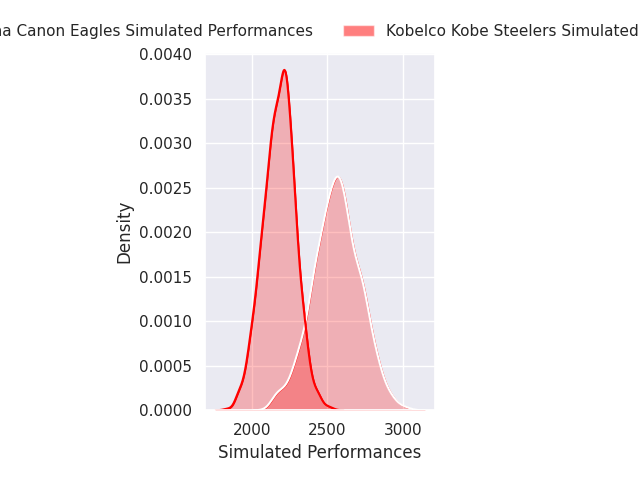 Canon Eagles Simulated Performances
Kobelco Kobe Steelers Simulated
0.0040
0.0035
0.0030
0.0025
0.0020
0.0015
0.0010
0.0005
0.0000
Density
2000 2500 3000
Simulated Performances